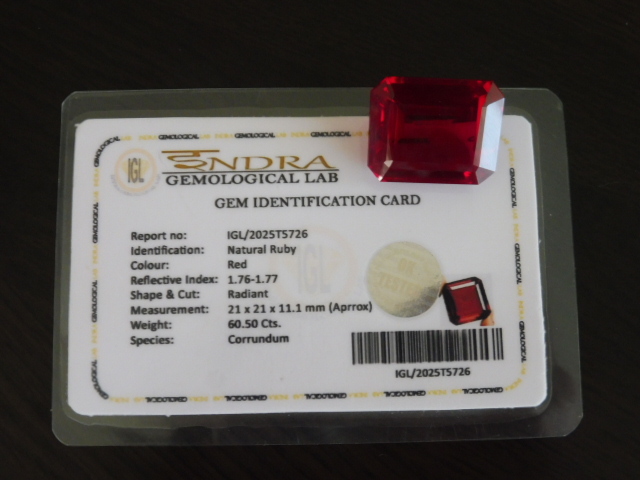 IGL
INDRA
GEMOLOGICAL LAB
GEM IDENTIFICATION CARD
Report no: IGL/2025T5726
Identification: Natural Ruby
Colour: Red
Reflective Index: 1.76-1.77
Shape & Cut: Radiant
Measurement: 21 x 21 x 11.1 mm (Aprrox)
Weight: 60.50 Cts.
Species: Corrundum
IGL
IGL/2025T5726